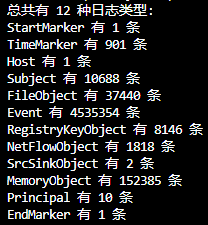 总共有 12 种日志类型:
StartMarker 有 1 条
TimeMarker 有 901 条
Host 有 1 条
Subject 有 10688 条
FileObject 有 37440 条
Event 有 4535354 条
RegistryKeyObject 有 8146 条
NetFlowObject 有 1818 条
SrcSinkObject 有 2 条
MemoryObject 有 152385 条
Principal 有 10 条
EndMarker 有 1 条